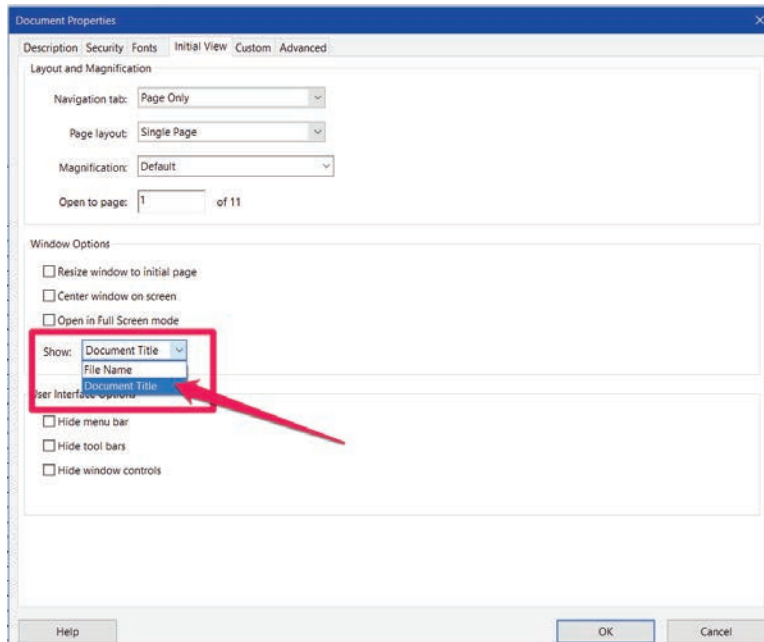 Document Properties
Description Security Fonts Initial View Custom Advanced
Layout and Magnification
Navigation tab: Page Only
Page layout: Single Page
Magnification: Default
Open to page: 1 of 11
Window Options
Resize window to initial page
Center window on screen
Open in Full Screen mode
Show: Document Title
File Name
Document Title
User Interface Options
Hide menu bar
Hide tool bars
Hide window controls
Help OK Cancel